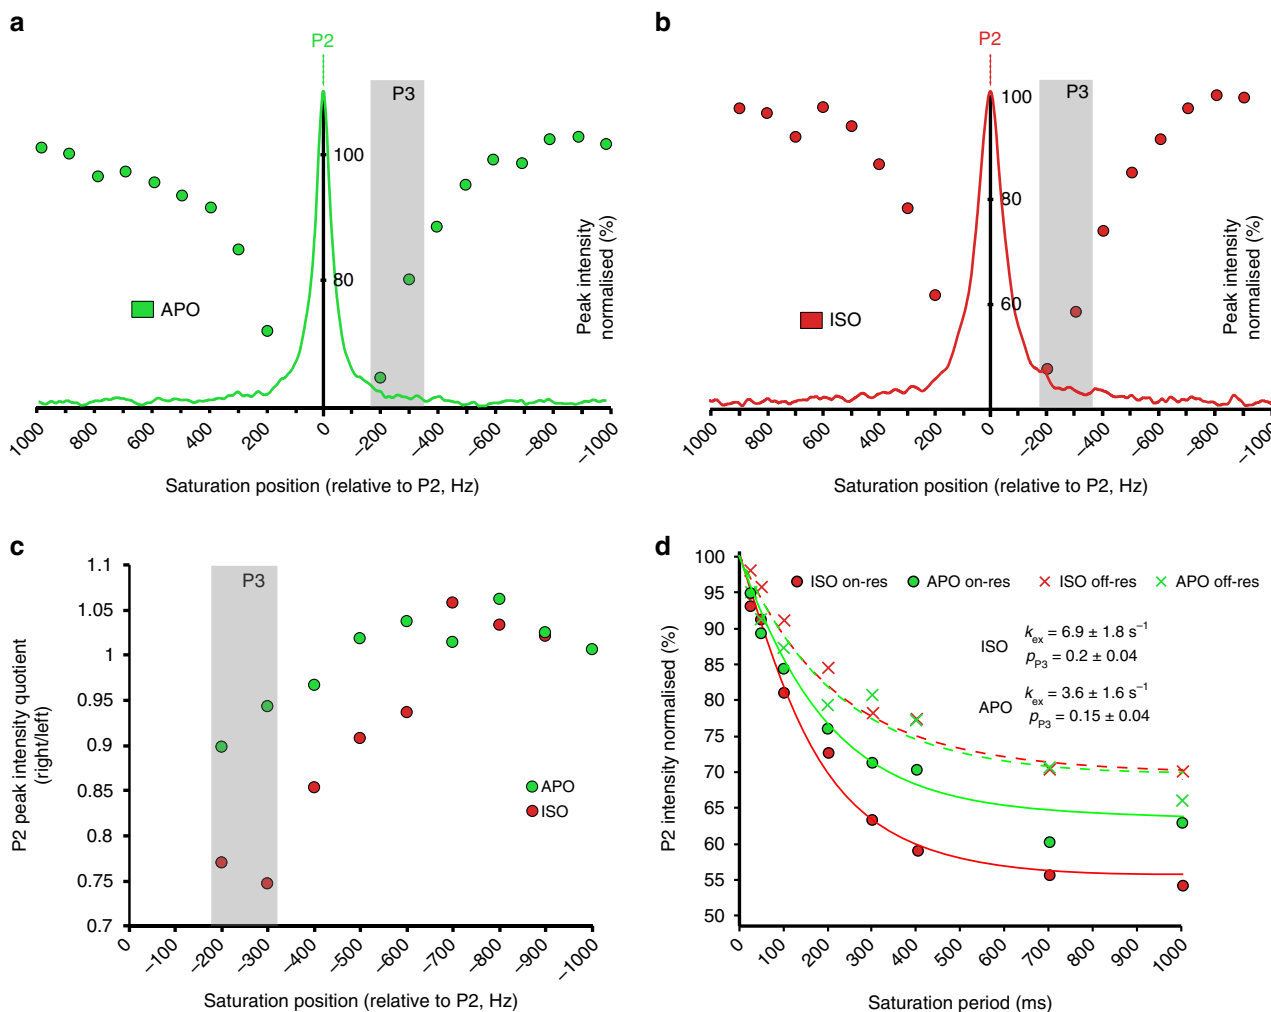 a
P2
P3
100
80
APO
Peak intensity
normalised (%)
1000 800 600 400 200 0 –200 –400 –600 –800 –1000
Saturation position (relative to P2, Hz)
b
P2
P3
100
80
60
ISO
Peak intensity
normalised (%)
1000 800 600 400 200 0 –200 –400 –600 –800 –1000
Saturation position (relative to P2, Hz)
c
P2 peak intensity quotient
(right/left)
1.1
1.05
1
0.95
0.9
0.85
0.8
0.75
0.7
P3
APO
ISO
0 –100 –200 –300 –400 –500 –600 –700 –800 –900 –1000
Saturation position (relative to P2, Hz)
d
P2 intensity normalised (%)
100
95
90
85
80
75
70
65
60
55
50
ISO on-res APO on-res ISO off-res APO off-res
ISO
kex = 6.9 ± 1.8 s⁻¹
pP3 = 0.2 ± 0.04
APO
kex = 3.6 ± 1.6 s⁻¹
pP3 = 0.15 ± 0.04
0 100 200 300 400 500 600 700 800 900 1000
Saturation period (ms)